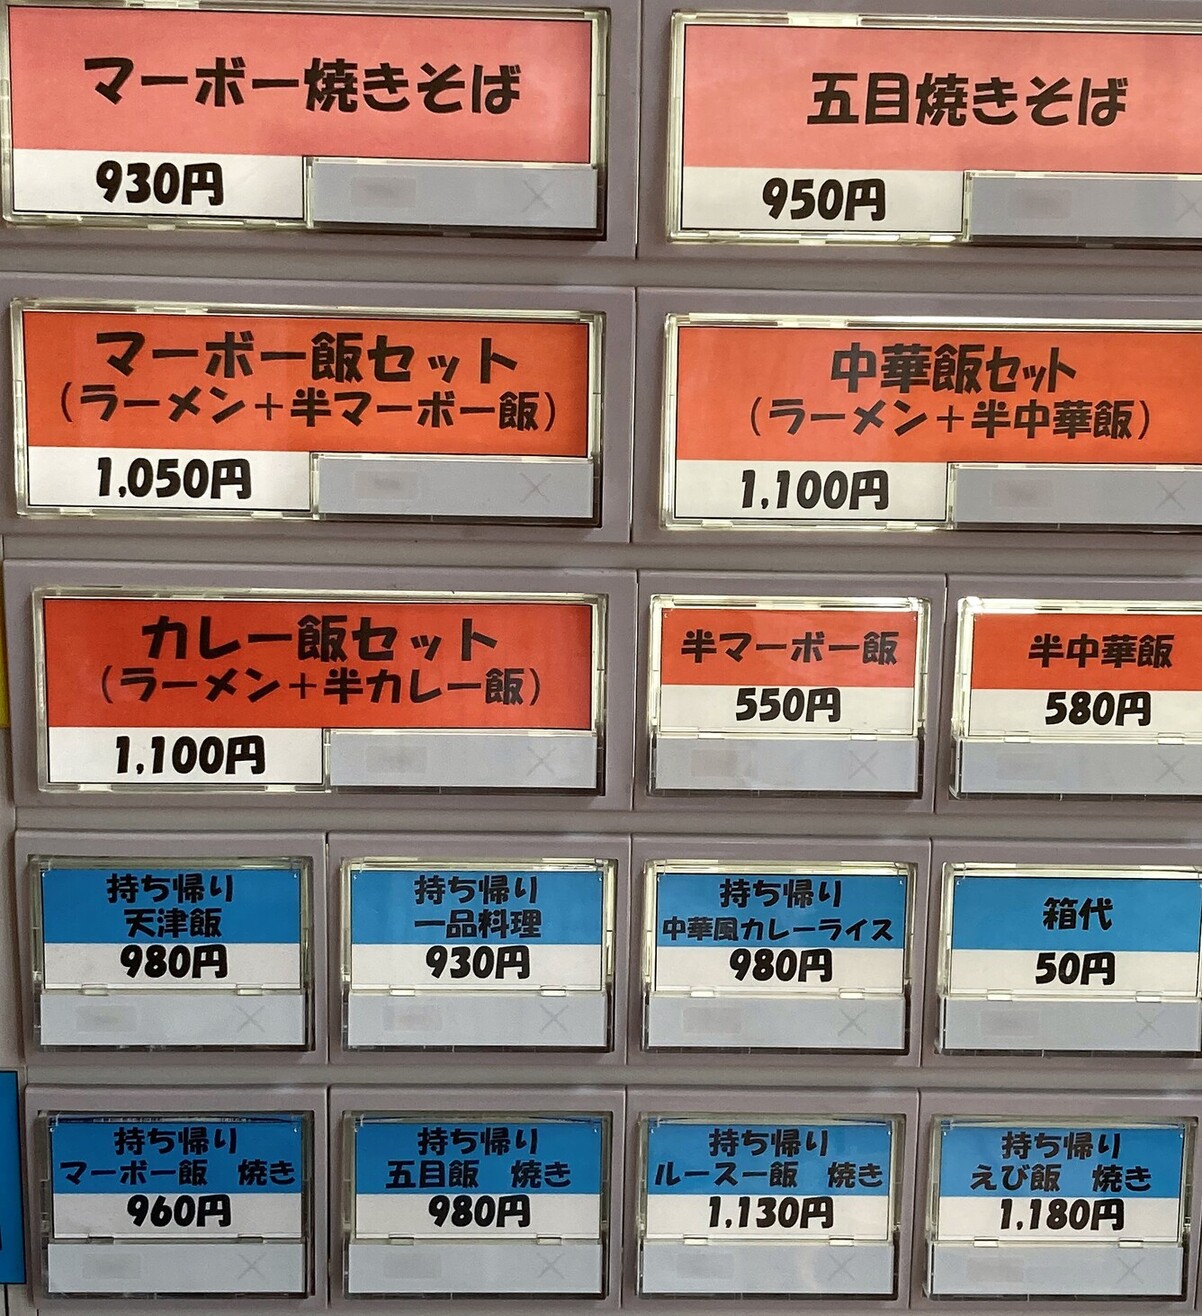 マーボー焼きそば
930円
五目焼きそば
950円
マーボー飯セット
(ラーメン+半マーボー飯)
1,050円
中華飯セット
(ラーメン+半中華飯)
1,100円
カレー飯セット
(ラーメン+半カレー飯)
1,100円
半マーボー飯
550円
半中華飯
580円
持ち帰り
天津飯
980円
持ち帰り
一品料理
930円
持ち帰り
中華風カレーライス
980円
箱代
50円
持ち帰り
マーボー飯 焼き
960円
持ち帰り
五目飯 焼き
980円
持ち帰り
ルースー飯 焼き
1,130円
持ち帰り
えび飯 焼き
1,180円